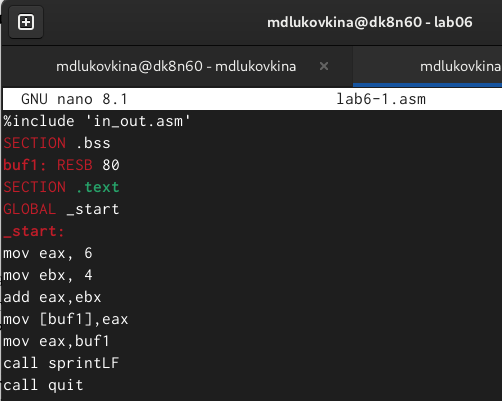 mdlukovkina@dk8n60 - lab06
mdlukovkina@dk8n60 - mdlukovkina × mdlukovkina
GNU nano 8.1 lab6-1.asm
%include 'in_out.asm'
SECTION .bss
buf1: RESB 80
SECTION .text
GLOBAL _start
_start:
mov eax, 6
mov ebx, 4
add eax,ebx
mov [buf1],eax
mov eax,buf1
call sprintLF
call quit